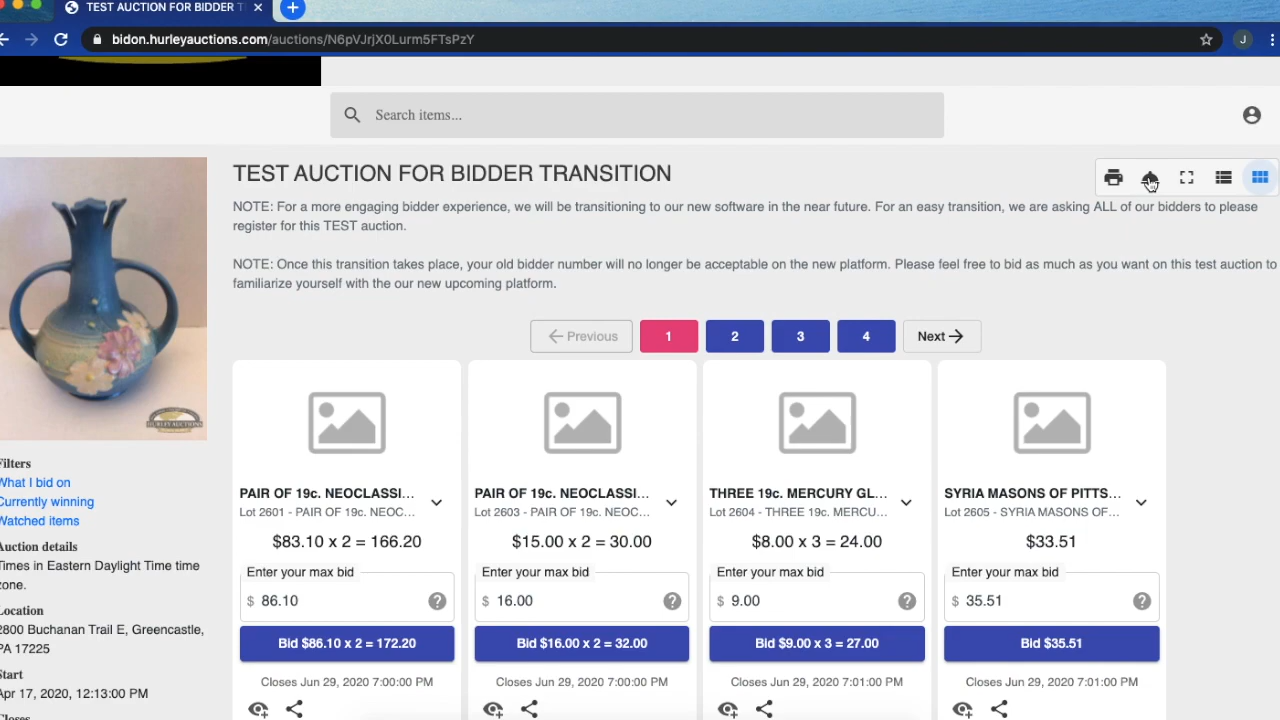 TEST AUCTION FOR BIDDER T
bidon.hurleyauctions.com/auctions/N6pVJrjX0Lurm5FTsPzY
J
Search items...
TEST AUCTION FOR BIDDER TRANSITION
NOTE: For a more engaging bidder experience, we will be transitioning to our new software in the near future. For an easy transition, we are asking ALL of our bidders to please
register for this TEST auction.
NOTE: Once this transition takes place, your old bidder number will no longer be acceptable on the new platform. Please feel free to bid as much as you want on this test auction to
familiarize yourself with the our new upcoming platform.
HURLEY AUCTIONS
Previous 1 2 3 4 Next
Filters
What I bid on
Currently winning
Watched items
Auction details
Times in Eastern Daylight Time time
zone.
Location
2800 Buchanan Trail E, Greencastle,
PA 17225
Start
Apr 17, 2020, 12:13:00 PM
Closes
PAIR OF 19c. NEOCLASSI...
Lot 2601 - PAIR OF 19c. NEOC...
$83.10 x 2 = 166.20
Enter your max bid
$ 86.10
Bid $86.10 x 2 = 172.20
Closes Jun 29, 2020 7:00:00 PM
PAIR OF 19c. NEOCLASSI...
Lot 2603 - PAIR OF 19c. NEOC...
$15.00 x 2 = 30.00
Enter your max bid
$ 16.00
Bid $16.00 x 2 = 32.00
Closes Jun 29, 2020 7:00:00 PM
THREE 19c. MERCURY GL...
Lot 2604 - THREE 19c. MERCU...
$8.00 x 3 = 24.00
Enter your max bid
$ 9.00
Bid $9.00 x 3 = 27.00
Closes Jun 29, 2020 7:01:00 PM
SYRIA MASONS OF PITTS...
Lot 2605 - SYRIA MASONS OF...
$33.51
Enter your max bid
$ 35.51
Bid $35.51
Closes Jun 29, 2020 7:01:00 PM